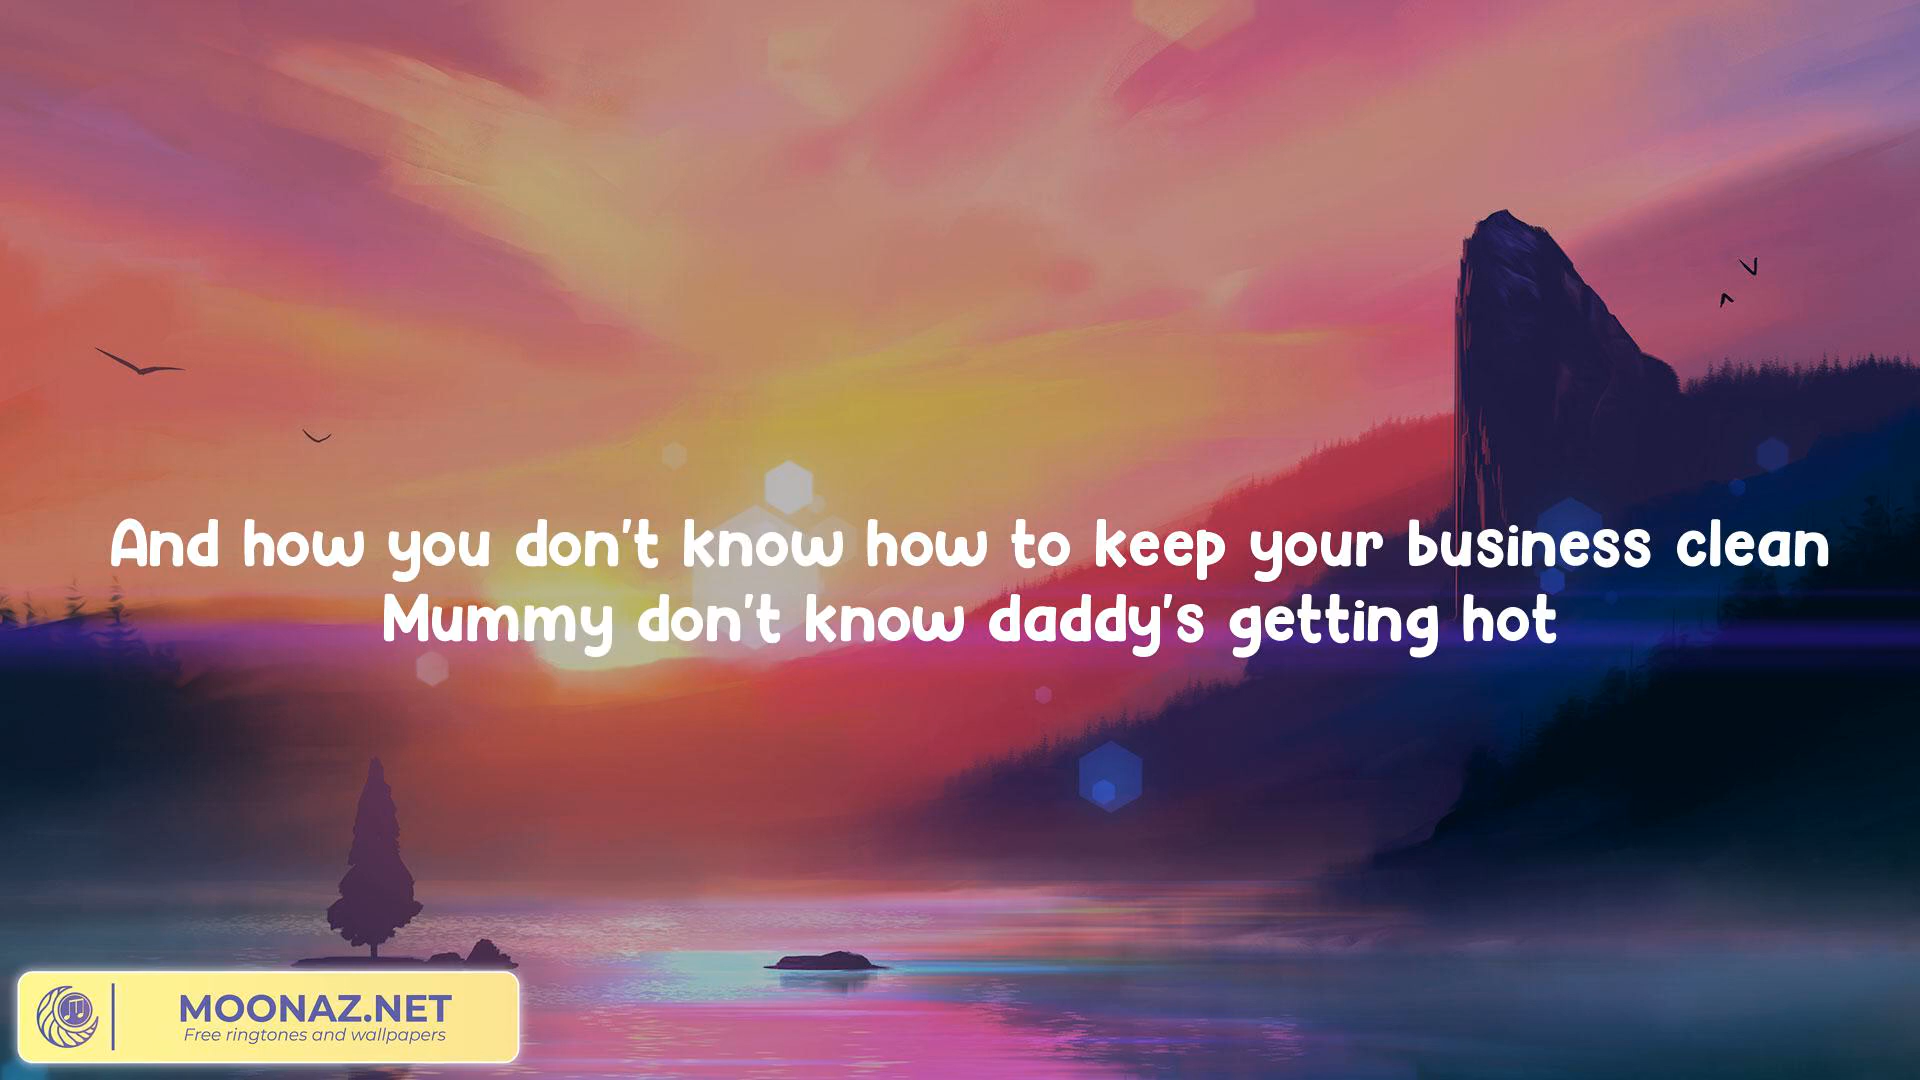 And how you don't know how to keep your business clean
Mummy don't know daddy's getting hot
MOONAZ.NET
Free ringtones and wallpapers